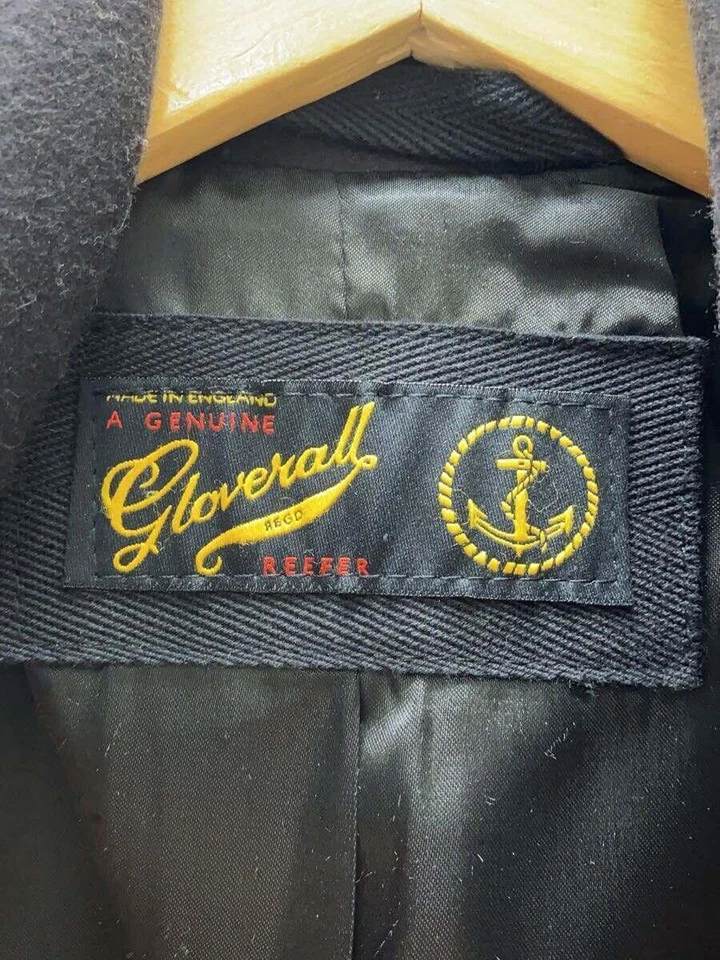 MADE IN ENGLAND
A GENUINE
Gloverall
REGD
REEFER